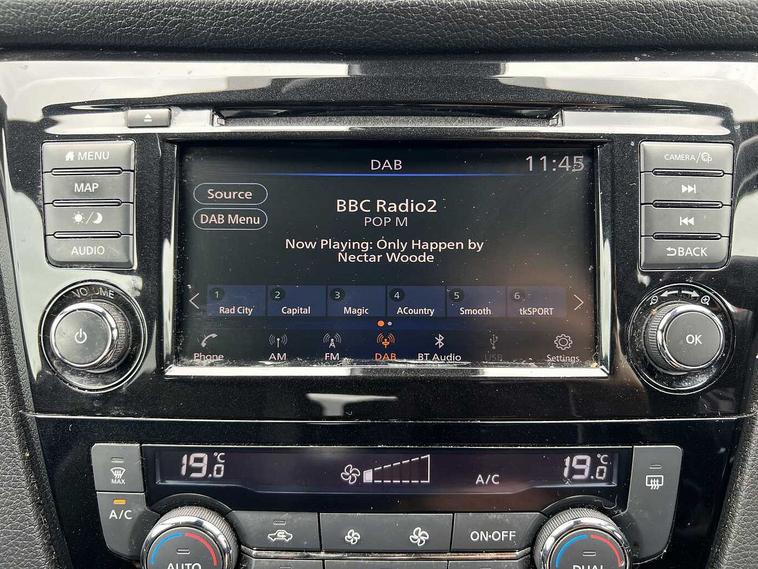 MENU
MAP
AUDIO
VOLUME
DAB
11:45
Source
DAB Menu
BBC Radio2
POP M
Now Playing: Only Happen by
Nectar Woode
1 Rad City
2 Capital
3 Magic
4 ACountry
5 Smooth
6 tkSPORT
Phone
AM
FM
DAB
BT Audio
USB
Settings
CAMERA/
BACK
OK
MAX
A/C
19.0°C
A/C
19.0°C
AUTO
ON·OFF
DUAL